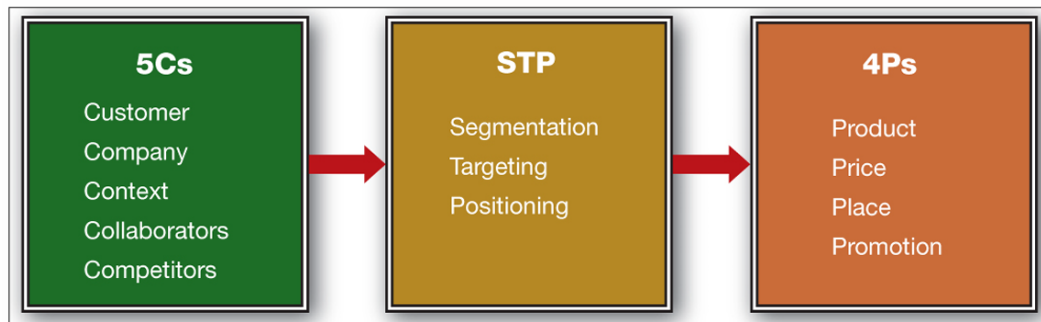 5Cs
Customer
Company
Context
Collaborators
Competitors
STP
Segmentation
Targeting
Positioning
4Ps
Product
Price
Place
Promotion